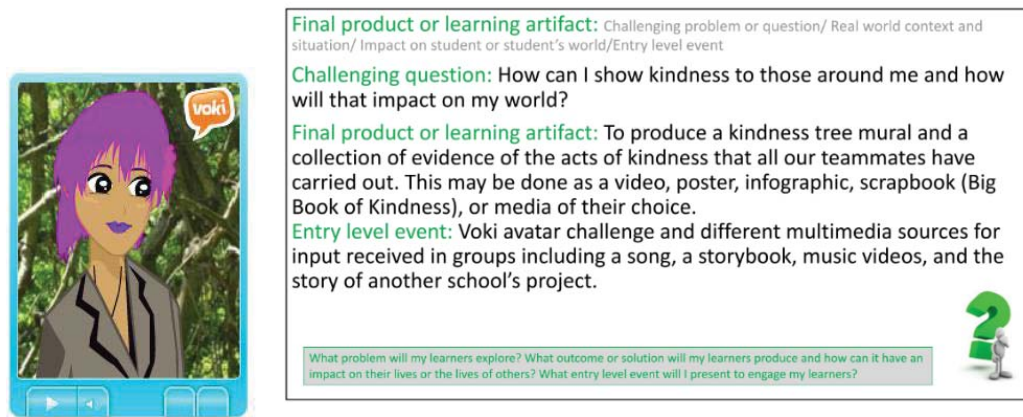 voki
Final product or learning artifact: Challenging problem or question/ Real world context and
situation/ Impact on student or student's world/Entry level event
Challenging question: How can I show kindness to those around me and how
will that impact on my world?
Final product or learning artifact: To produce a kindness tree mural and a
collection of evidence of the acts of kindness that all our teammates have
carried out. This may be done as a video, poster, infographic, scrapbook (Big
Book of Kindness), or media of their choice.
Entry level event: Voki avatar challenge and different multimedia sources for
input received in groups including a song, a storybook, music videos, and the
story of another school's project.
What problem will my learners explore? What outcome or solution will my learners produce and how can it have an
impact on their lives or the lives of others? What entry level event will I present to engage my learners?